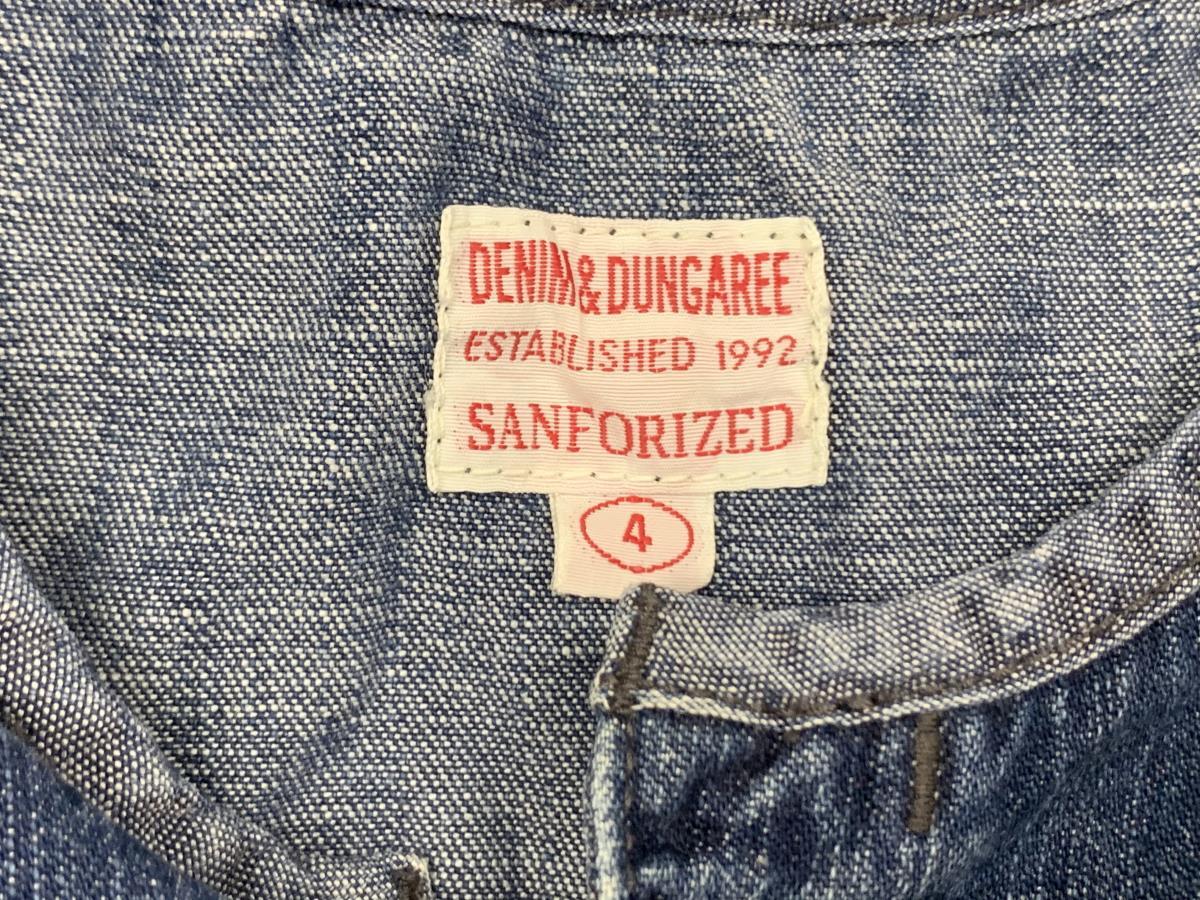 DENIM & DUNGAREE
ESTABLISHED 1992
SANFORIZED
4